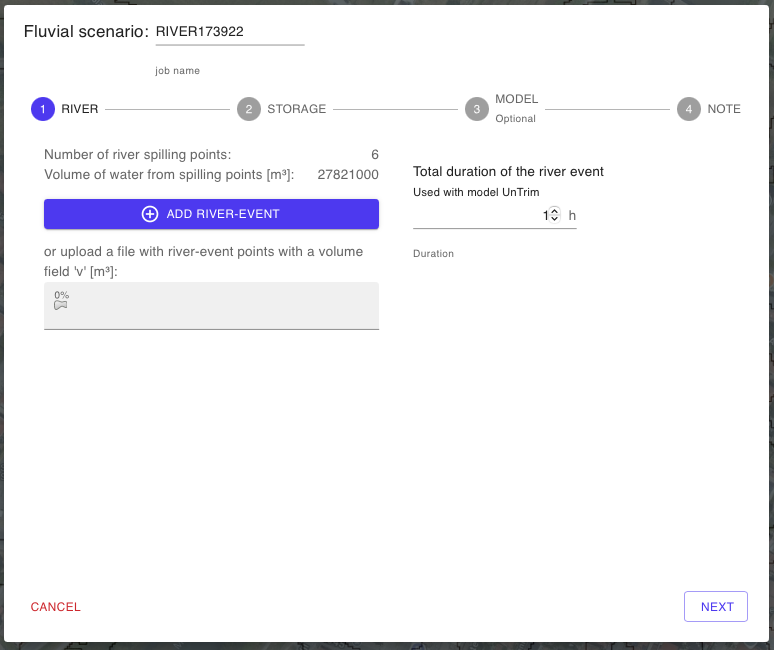 Fluvial scenario: RIVER173922
job name
1 RIVER 2 STORAGE 3 MODEL Optional 4 NOTE
Number of river spilling points: 6
Volume of water from spilling points [m³]: 27821000
ADD RIVER-EVENT
or upload a file with river-event points with a volume
field 'v' [m³]:
0%
Total duration of the river event
Used with model UnTrim
1 h
Duration
CANCEL
NEXT